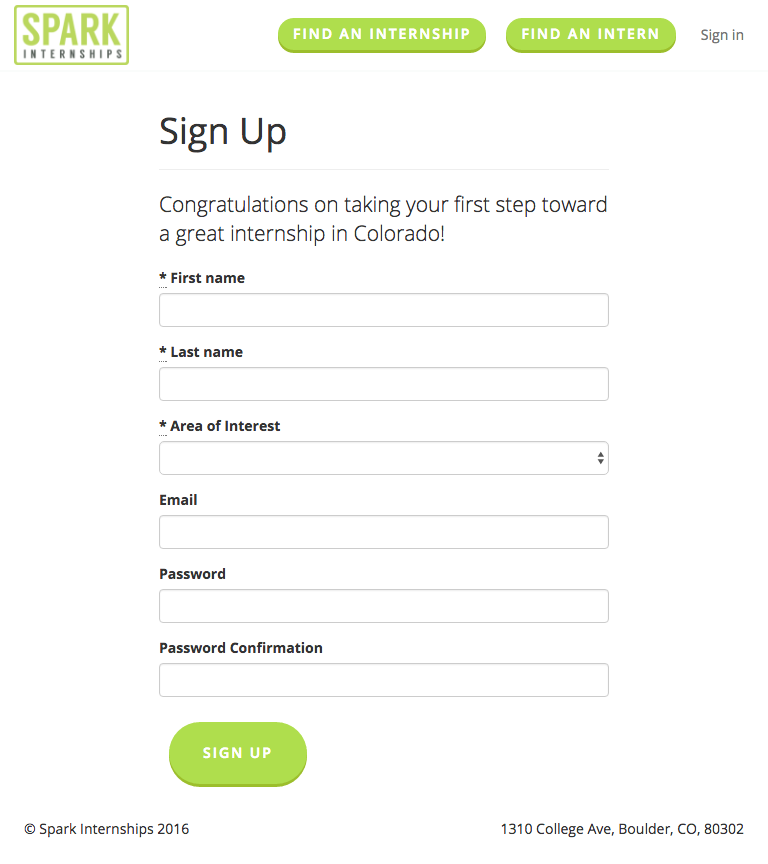 SPARK
INTERNSHIPS
FIND AN INTERNSHIP
FIND AN INTERN
Sign in
Sign Up
Congratulations on taking your first step toward
a great internship in Colorado!
* First name
* Last name
* Area of Interest
Email
Password
Password Confirmation
SIGN UP
© Spark Internships 2016
1310 College Ave, Boulder, CO, 80302